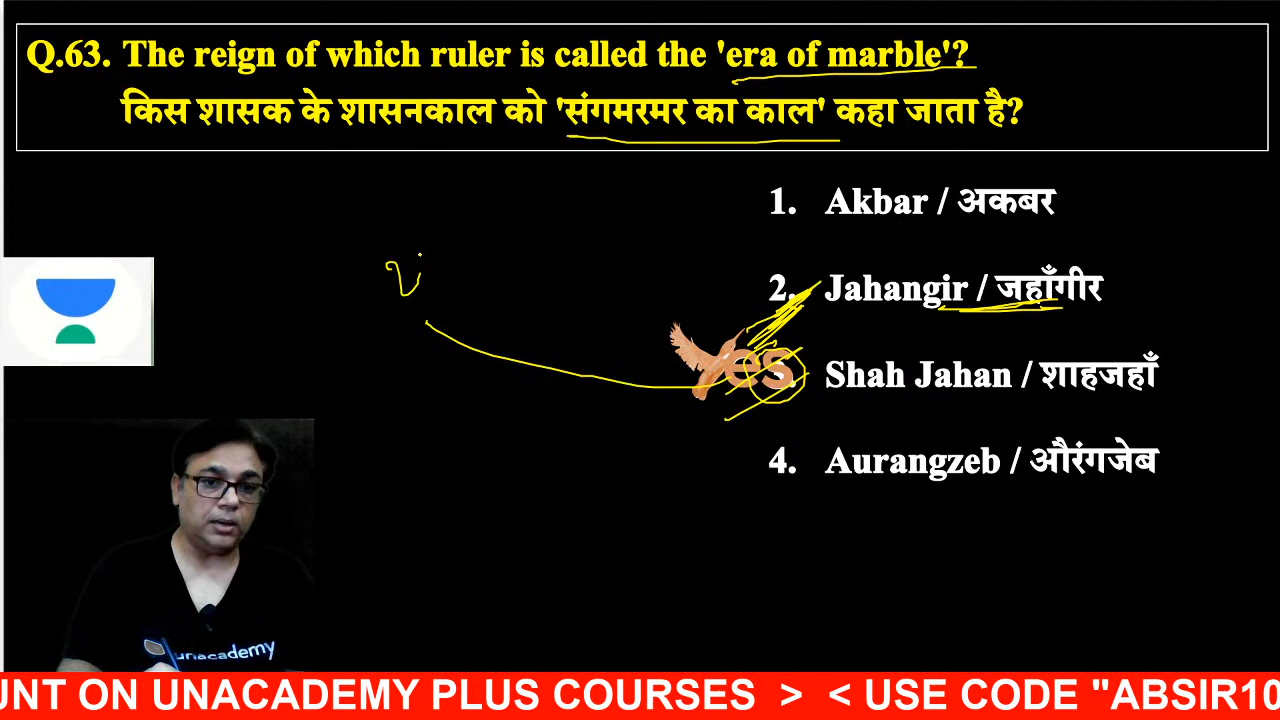 Q.63. The reign of which ruler is called the 'era of marble'?
किस शासक के शासनकाल को 'संगमरमर का काल' कहा जाता है?
1. Akbar / अकबर
2. Jahangir / जहाँगीर
Yes
Shah Jahan / शाहजहाँ
4. Aurangzeb / औरंगजेब
unacademy
UNT ON UNACADEMY PLUS COURSES > < USE CODE "ABSIR10